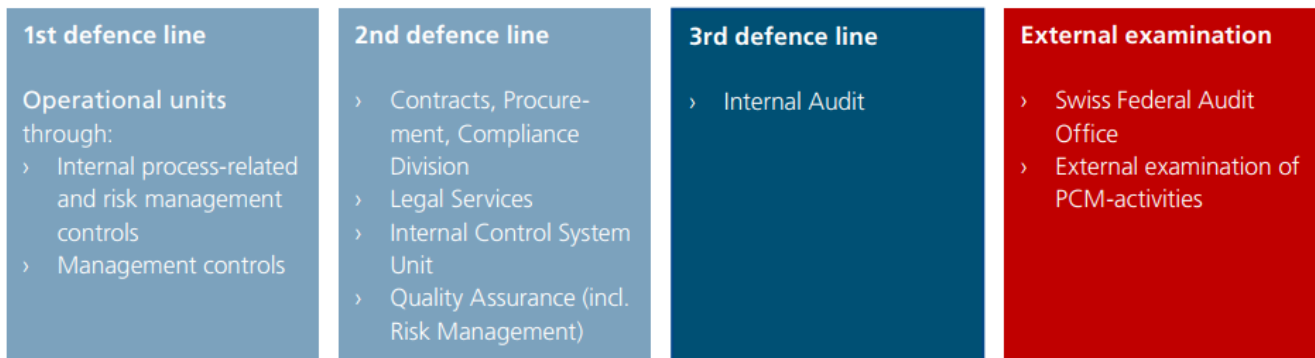 1st defence line
Operational units
through:
› Internal process-related
and risk management
controls
› Management controls
2nd defence line
› Contracts, Procure-
ment, Compliance
Division
› Legal Services
› Internal Control System
Unit
› Quality Assurance (incl.
Risk Management)
3rd defence line
› Internal Audit
External examination
› Swiss Federal Audit
Office
› External examination of
PCM-activities